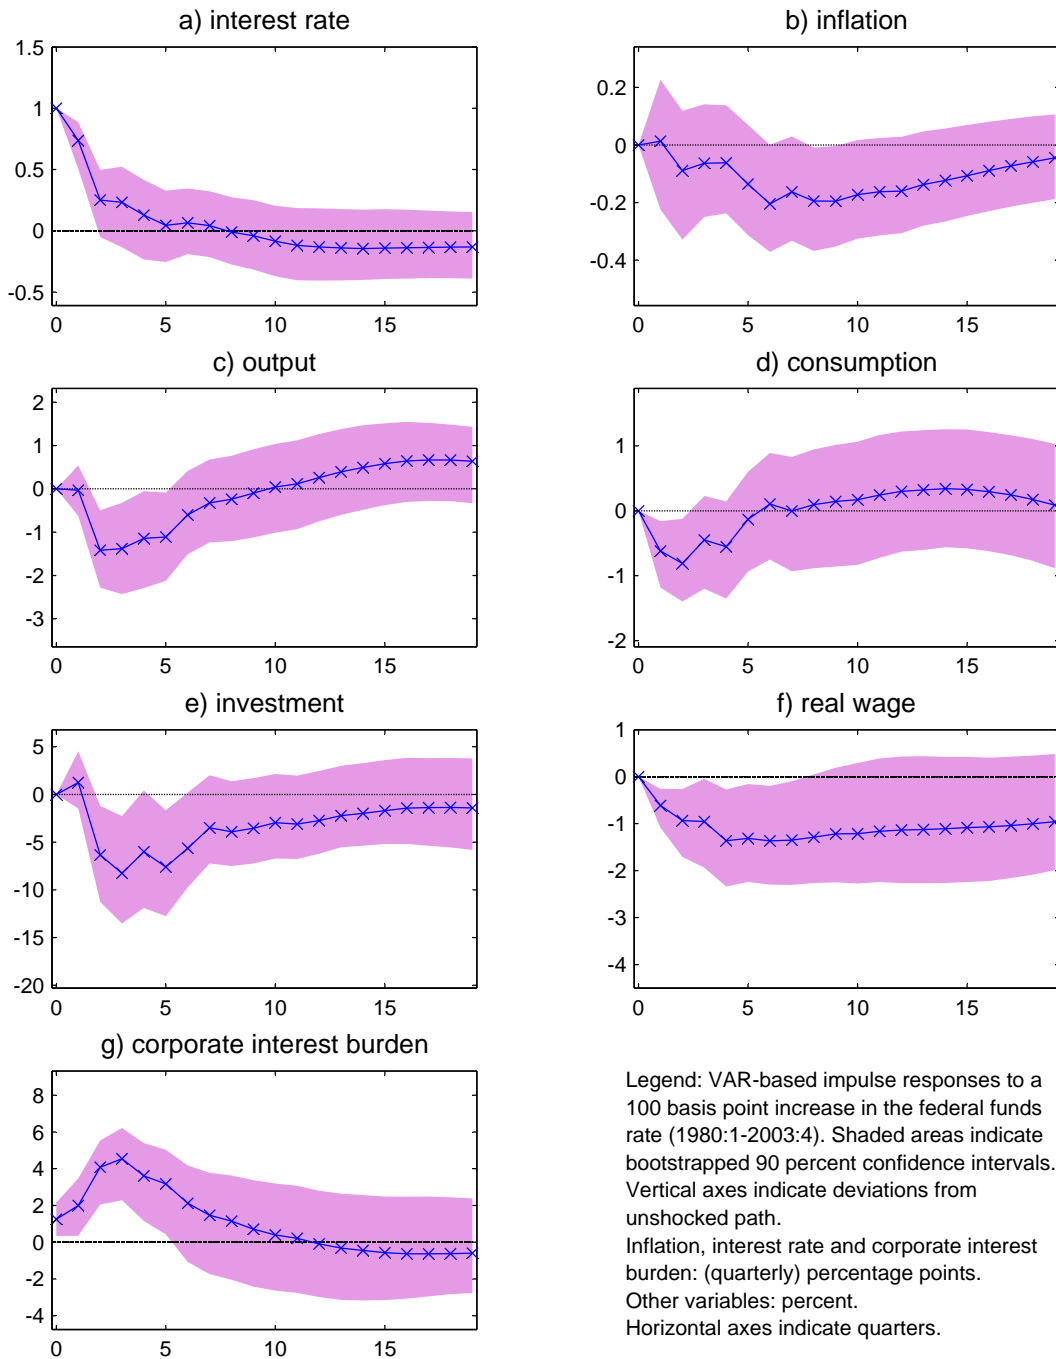 a) interest rate
1.5
1
0.5
0
-0.5
0 5 10 15
b) inflation
0.2
0
-0.2
-0.4
0 5 10 15
c) output
2
1
0
-1
-2
-3
0 5 10 15
d) consumption
1
0
-1
-2
0 5 10 15
e) investment
5
0
-5
-10
-15
-20
0 5 10 15
f) real wage
1
0
-1
-2
-3
-4
0 5 10 15
g) corporate interest burden
8
6
4
2
0
-2
-4
0 5 10 15
Legend: VAR-based impulse responses to a
100 basis point increase in the federal funds
rate (1980:1-2003:4). Shaded areas indicate
bootstrapped 90 percent confidence intervals.
Vertical axes indicate deviations from
unshocked path.
Inflation, interest rate and corporate interest
burden: (quarterly) percentage points.
Other variables: percent.
Horizontal axes indicate quarters.